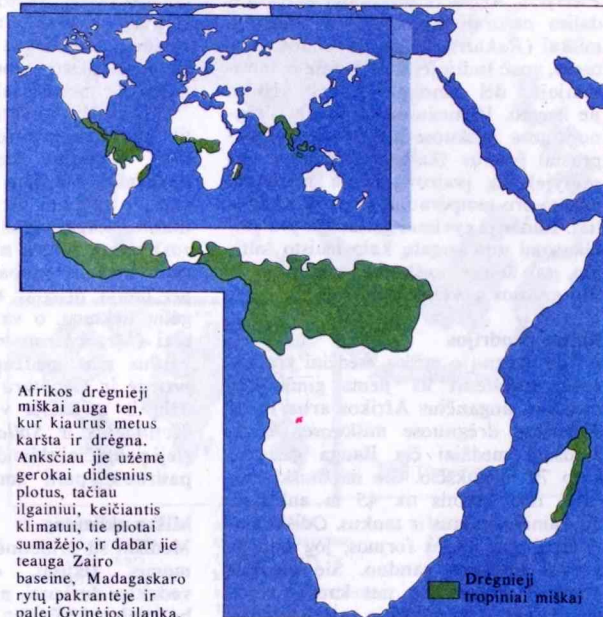 Afrikos drėgnieji
miškai auga ten,
kur kiaurus metus
karšta ir drėgna.
Anksčiau jie užėmė
gerokai didesnius
plotus, tačiau
ilgainiui, keičiantis
klimatui, tie plotai
sumažėjo, ir dabar jie
teauga Zairo
baseine, Madagaskaro
rytų pakrantėje ir
palei Gvinėjos įlanką.
Drėgnieji
tropiniai miškai